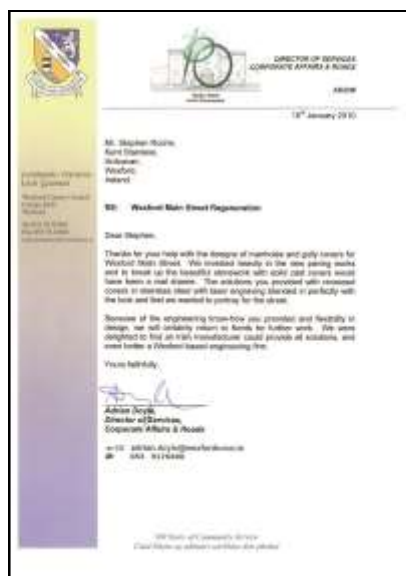 DIRECTOR OF SERVICES
CORPORATE AFFAIRS & ROADS
18th January 2010
Mr. Stephen Roche,
Kent Stainless,
Ardcavan,
Wexford,
Ireland
RE: Wexford Main Street Regeneration
Dear Stephen,
Thanks for your help with the designs of manholes and gully covers for
Wexford Main Street. We invested heavily in the new paving works
and to break up the beautiful stonework with solid cast covers would
have been a real shame. The solutions you provided with recessed
covers in stainless steel with laser engraving blended in perfectly with
the look and feel we wanted to portray for the street.
Because of the engineering know-how you provided and flexibility in
design, we will certainly return to Kents for further work. We were
delighted to find an Irish manufacturer could provide all solutions, and
even better a Wexford based engineering firm.
Yours faithfully,
Adrian Doyle,
Director of Services,
Corporate Affairs & Roads